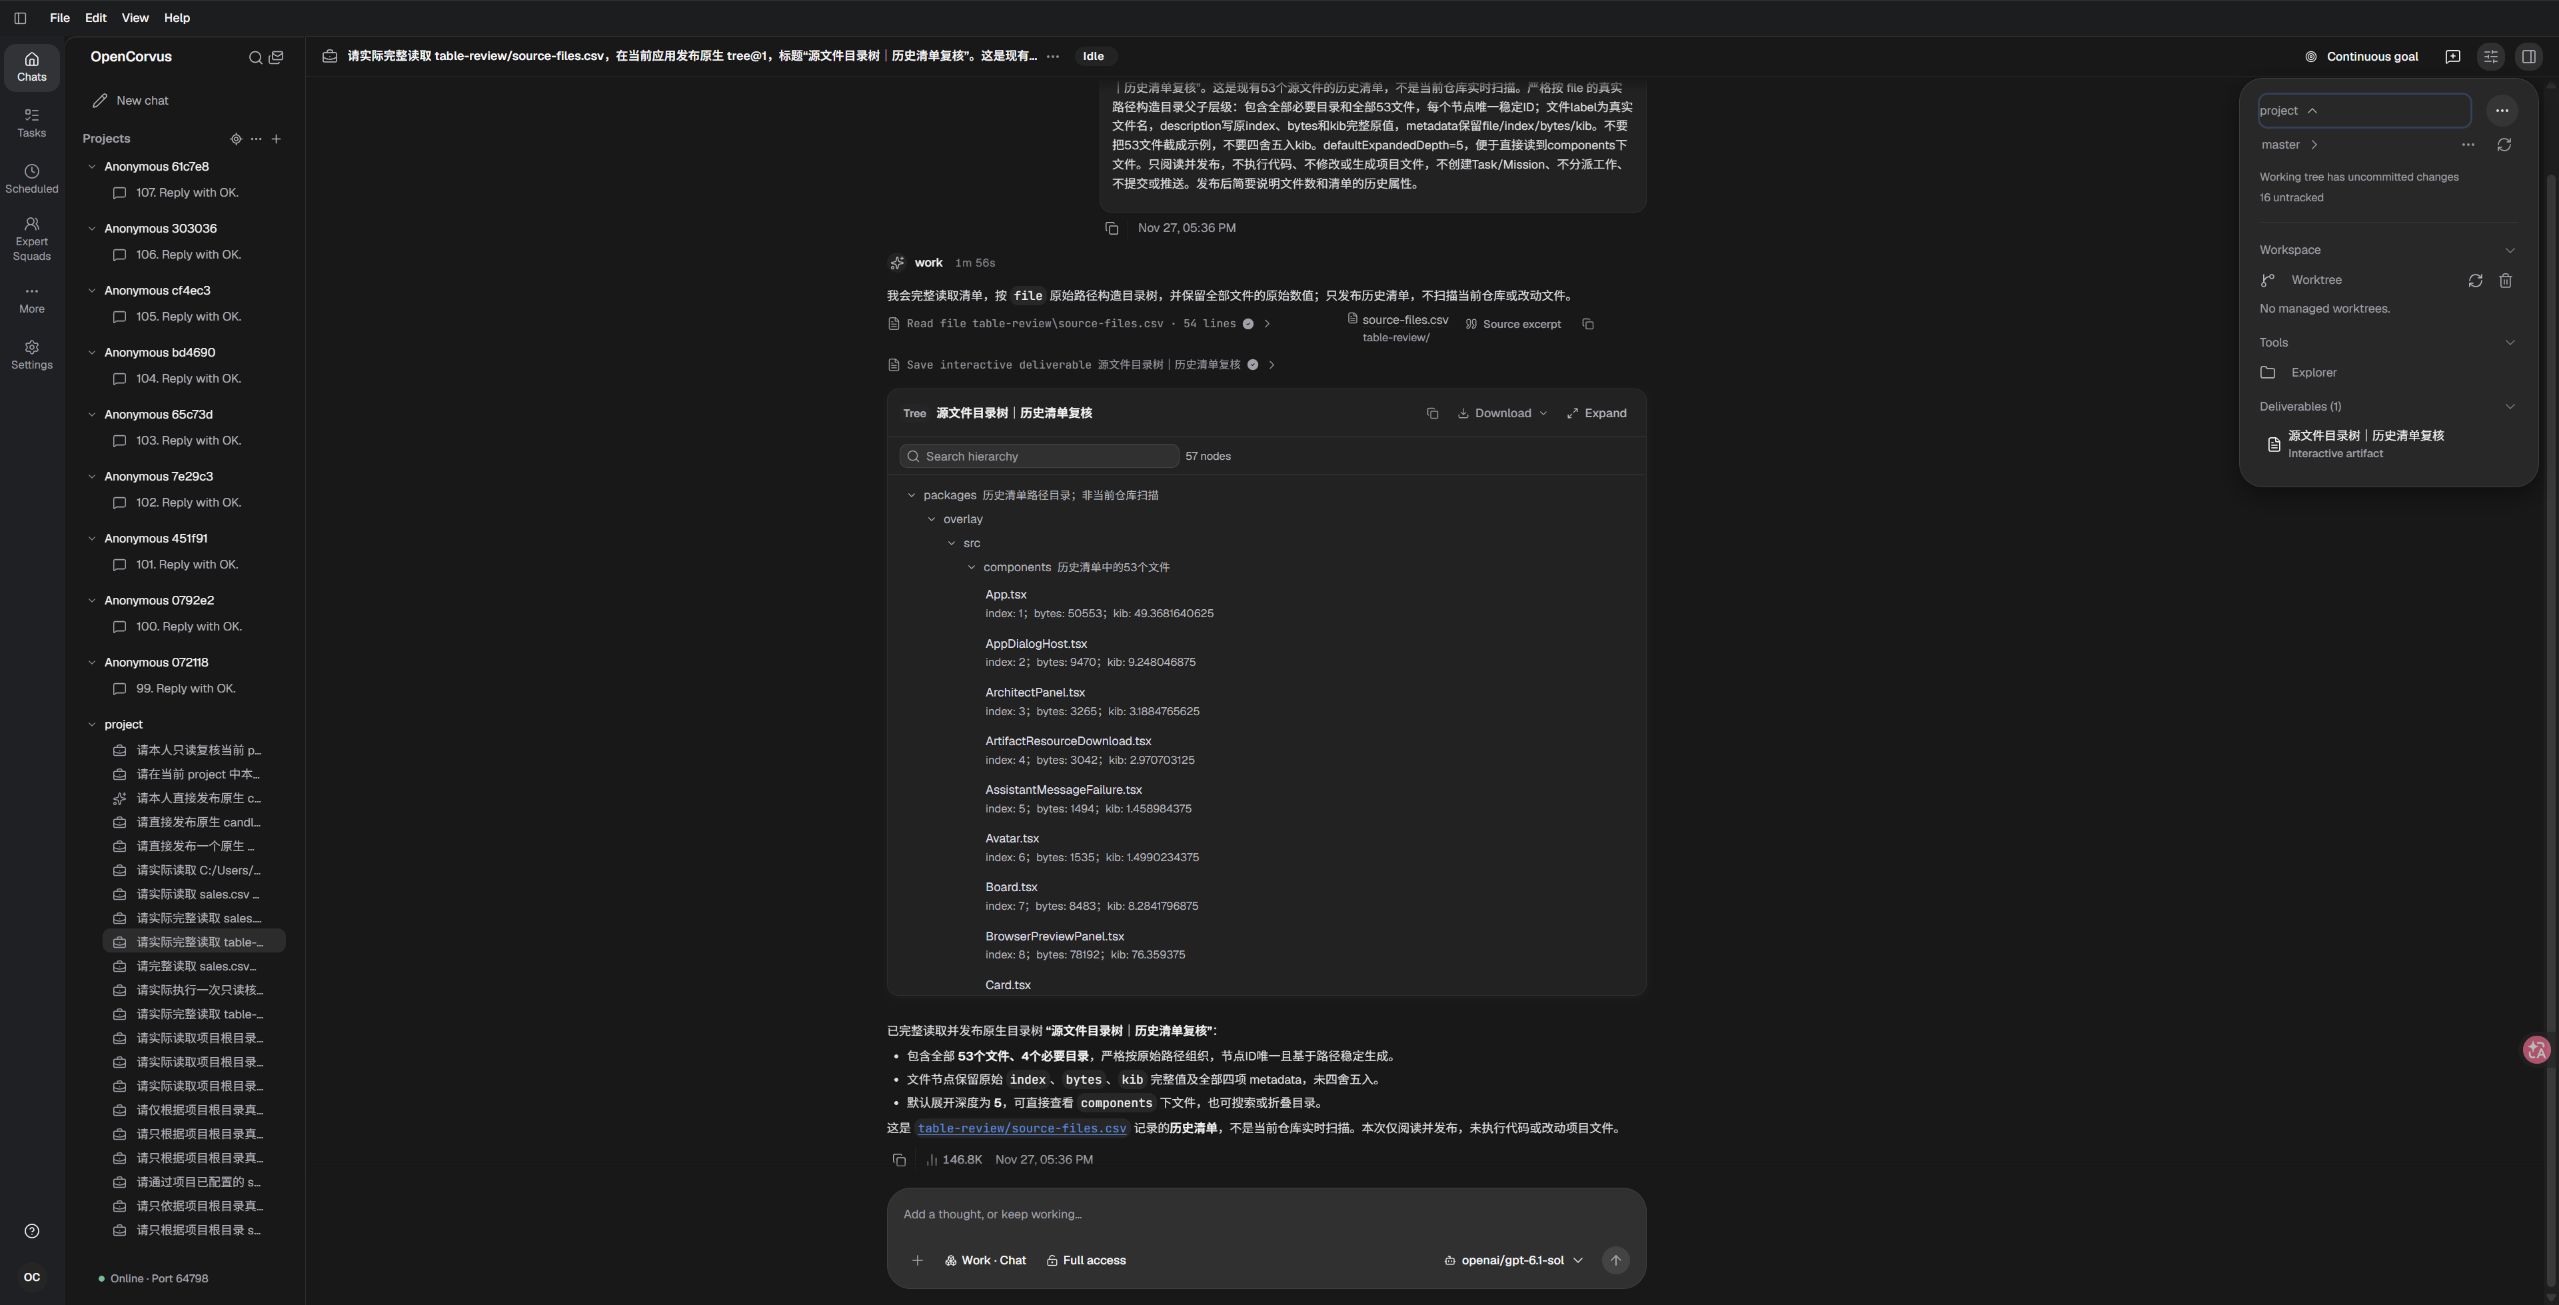 File Edit View Help
Chats
Tasks
Scheduled
Expert
Squads
More
Settings
OC
OpenCorvus
New chat
Projects
Anonymous 61c7e8
107. Reply with OK.
Anonymous 303036
106. Reply with OK.
Anonymous cf4ec3
105. Reply with OK.
Anonymous bd4690
104. Reply with OK.
Anonymous 65c73d
103. Reply with OK.
Anonymous 7e29c3
102. Reply with OK.
Anonymous 451f91
101. Reply with OK.
Anonymous 0792e2
100. Reply with OK.
Anonymous 072118
99. Reply with OK.
project
请本人只读复核当前 p...
请在当前 project 中本...
请本人直接发布原生 c...
请直接发布原生 candl...
请直接发布一个原生 ...
请实际读取 C:/Users/...
请实际读取 sales.csv ...
请实际完整读取 sales....
请实际完整读取 table-...
请完整读取 sales.csv...
请实际执行一次只读核...
请实际完整读取 table-...
请实际读取项目根目录...
请实际读取项目根目录...
请实际读取项目根目录...
请仅根据项目根目录真...
请只根据项目根目录真...
请只根据项目根目录真...
请通过项目已配置的 s...
请只依据项目根目录真...
请只根据项目根目录 s...
Online · Port 64798
请实际完整读取 table-review/source-files.csv，在当前应用发布原生 tree@1，标题“源文件目录树｜历史清单复核”。这是现有... ··· Idle
Continuous goal
｜历史清单复核”。这是现有53个源文件的历史清单，不是当前仓库实时扫描。严格按 file 的真实
路径构造目录父子层级：包含全部必要目录和全部53文件，每个节点唯一稳定ID；文件label为真实
文件名，description写原index、bytes和kib完整原值，metadata保留file/index/bytes/kib。不要
把53文件截成示例，不要四舍五入kib。defaultExpandedDepth=5，便于直接读到components下
文件。只阅读并发布，不执行代码、不修改或生成项目文件，不创建Task/Mission、不分派工作、
不提交或推送。发布后简要说明文件数和清单的历史属性。
Nov 27, 05:36 PM
work 1m 56s
我会完整读取清单，按 file 原始路径构造目录树，并保留全部文件的原始数值；只发布历史清单，不扫描当前仓库或改动文件。
Read file table-review\source-files.csv · 54 lines
source-files.csv
table-review/
Source excerpt
Save interactive deliverable 源文件目录树｜历史清单复核
Tree 源文件目录树｜历史清单复核
Download
Expand
Search hierarchy
57 nodes
packages 历史清单路径目录；非当前仓库扫描
overlay
src
components 历史清单中的53个文件
App.tsx
index: 1；bytes: 50553；kib: 49.3681640625
AppDialogHost.tsx
index: 2；bytes: 9470；kib: 9.248046875
ArchitectPanel.tsx
index: 3；bytes: 3265；kib: 3.1884765625
ArtifactResourceDownload.tsx
index: 4；bytes: 3042；kib: 2.970703125
AssistantMessageFailure.tsx
index: 5；bytes: 1494；kib: 1.458984375
Avatar.tsx
index: 6；bytes: 1535；kib: 1.4990234375
Board.tsx
index: 7；bytes: 8483；kib: 8.2841796875
BrowserPreviewPanel.tsx
index: 8；bytes: 78192；kib: 76.359375
Card.tsx
已完整读取并发布原生目录树 “源文件目录树｜历史清单复核”：
• 包含全部 53个文件、4个必要目录，严格按原始路径组织，节点ID唯一且基于路径稳定生成。
• 文件节点保留原始 index、bytes、kib 完整值及全部四项 metadata，未四舍五入。
• 默认展开深度为 5，可直接查看 components 下文件，也可搜索或折叠目录。
这是 table-review/source-files.csv 记录的历史清单，不是当前仓库实时扫描。本次仅阅读并发布，未执行代码或改动项目文件。
146.8K Nov 27, 05:36 PM
Add a thought, or keep working...
Work · Chat
Full access
openai/gpt-6.1-sol
project
master
Working tree has uncommitted changes
16 untracked
Workspace
Worktree
No managed worktrees.
Tools
Explorer
Deliverables (1)
源文件目录树｜历史清单复核
Interactive artifact